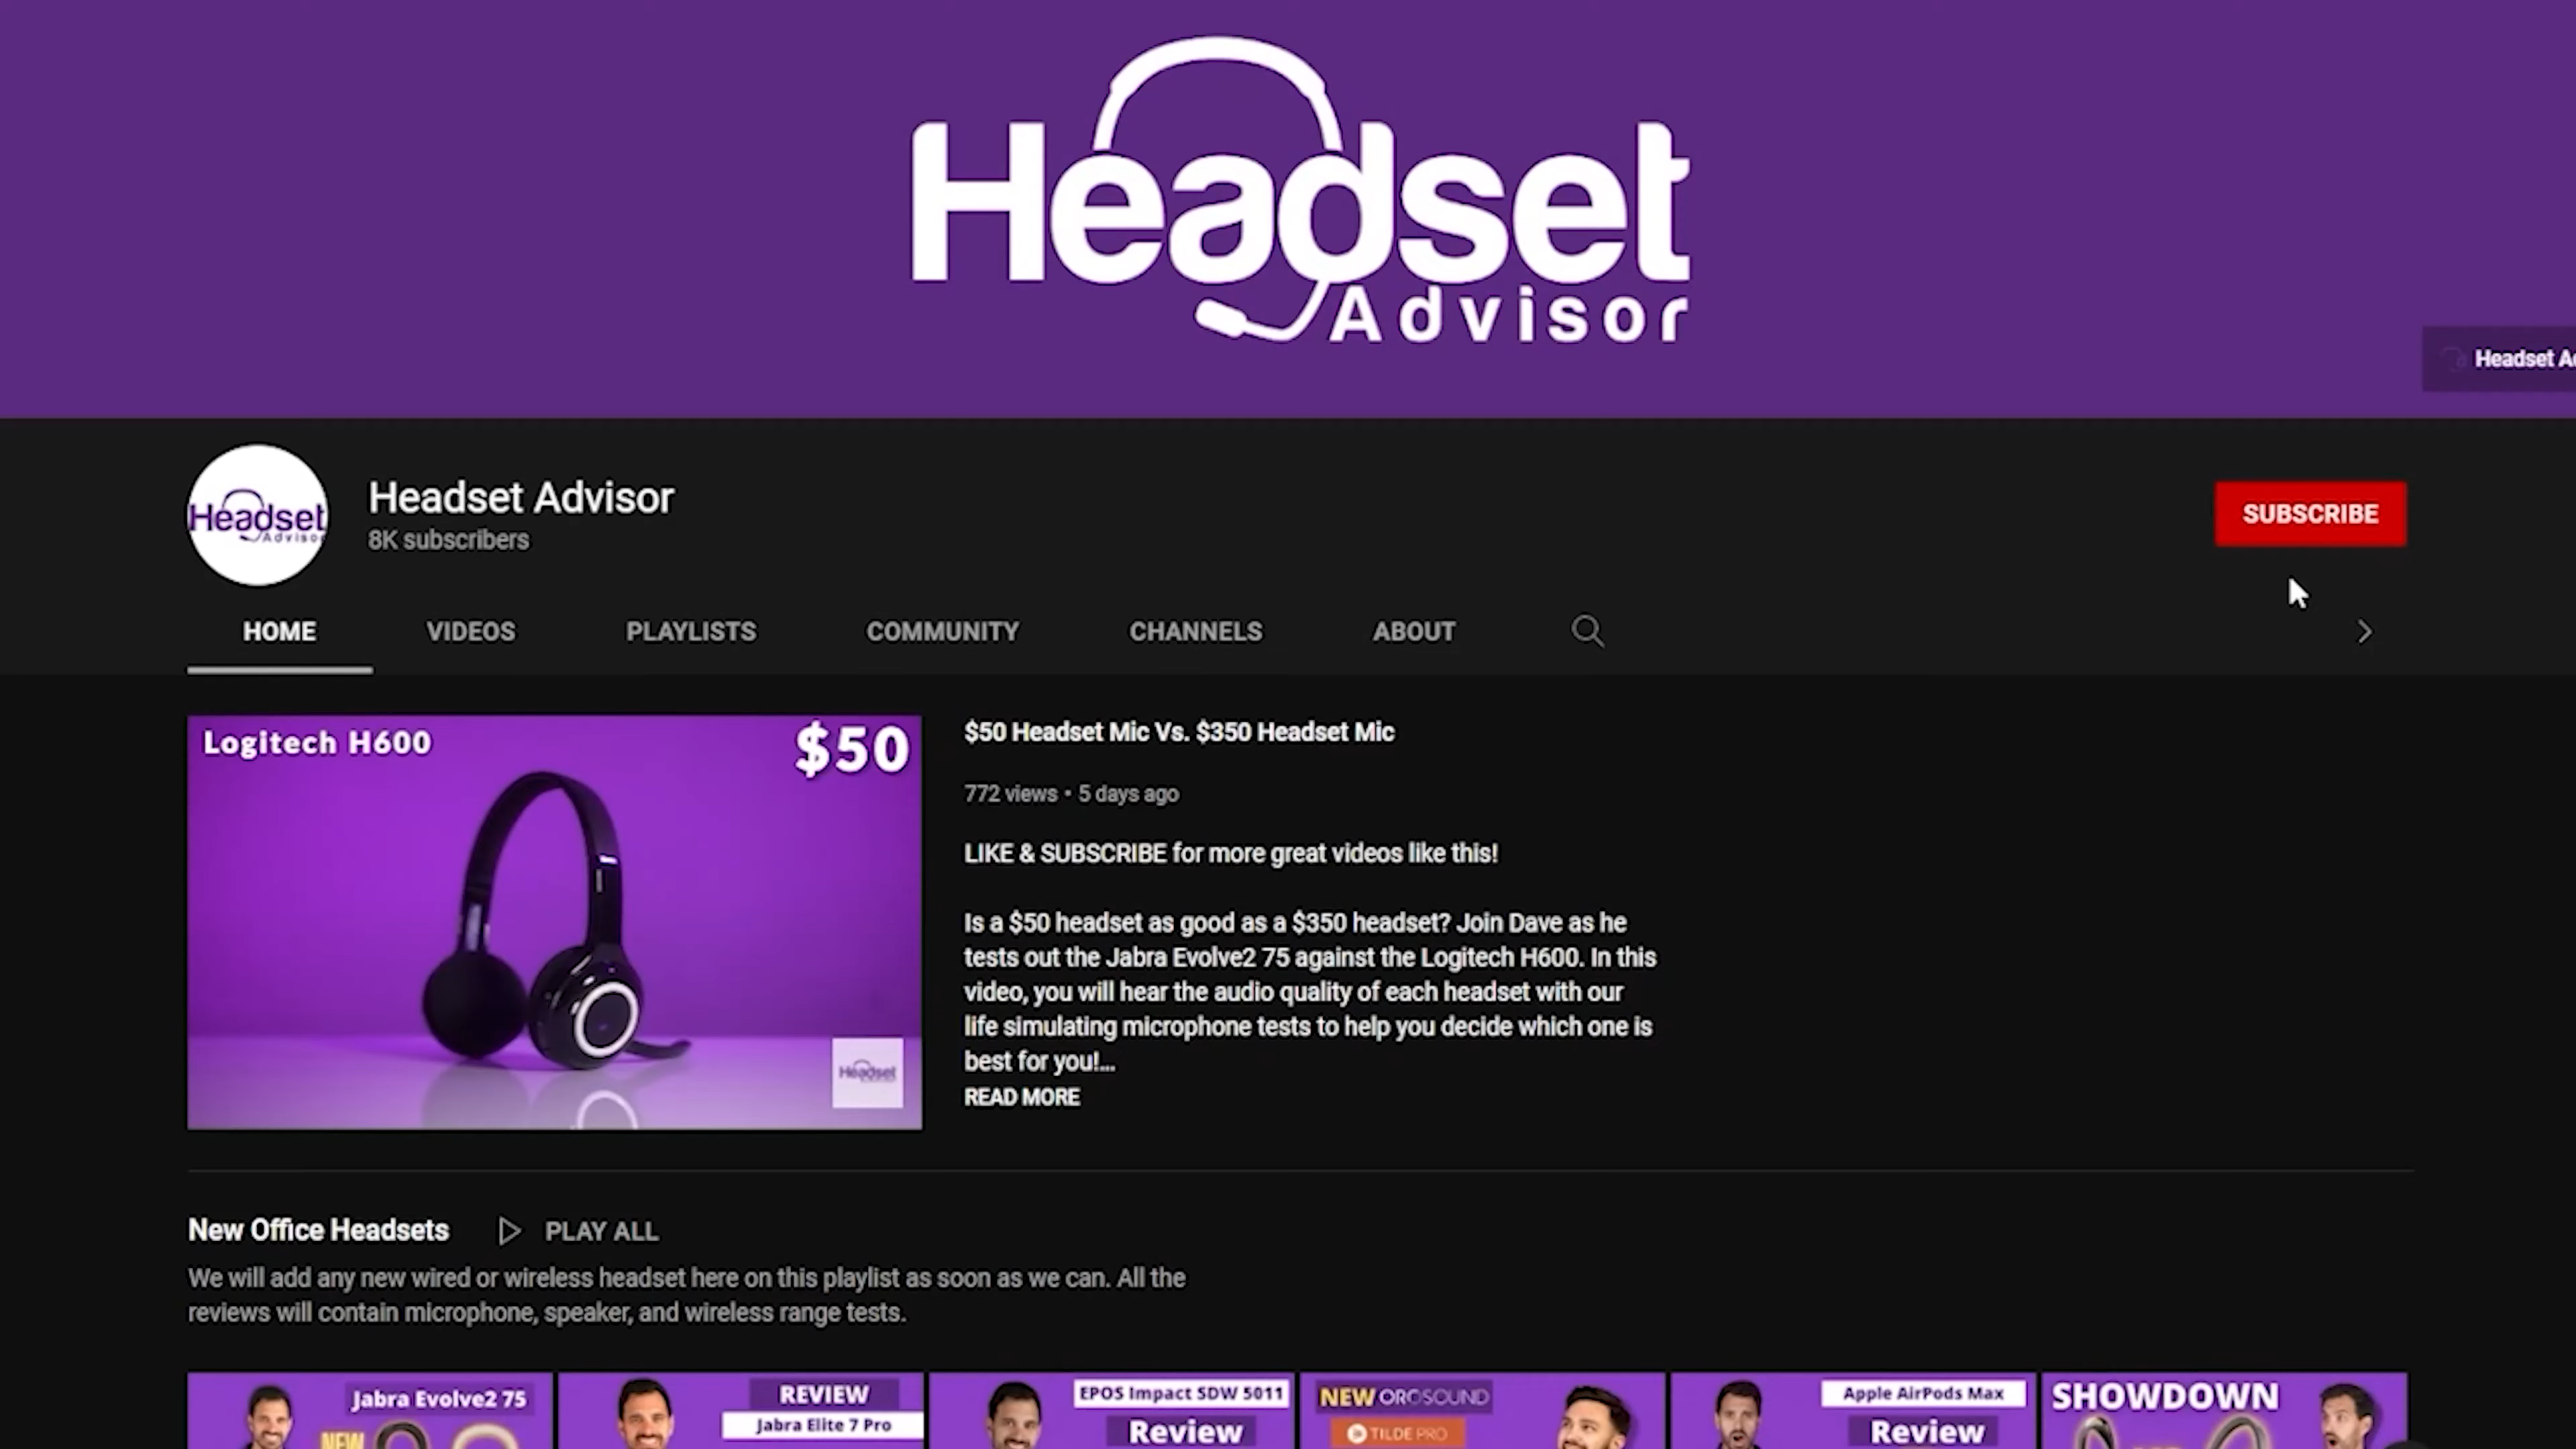 Headset
Advisor
Headset
Headset
Advisor
Headset Advisor
8K subscribers
SUBSCRIBE
HOME VIDEOS PLAYLISTS COMMUNITY CHANNELS ABOUT
Logitech H600 $50
Headset
$50 Headset Mic Vs. $350 Headset Mic
772 views • 5 days ago
LIKE & SUBSCRIBE for more great videos like this!
Is a $50 headset as good as a $350 headset? Join Dave as he
tests out the Jabra Evolve2 75 against the Logitech H600. In this
video, you will hear the audio quality of each headset with our
life simulating microphone tests to help you decide which one is
best for you!...
READ MORE
New Office Headsets PLAY ALL
We will add any new wired or wireless headset here on this playlist as soon as we can. All the
reviews will contain microphone, speaker, and wireless range tests.
Jabra Evolve2 75
NEW
REVIEW
Jabra Elite 7 Pro
EPOS Impact SDW 5011
Review
NEW OROSOUND
TILDE PRO
Apple AirPods Max
Review
SHOWDOWN